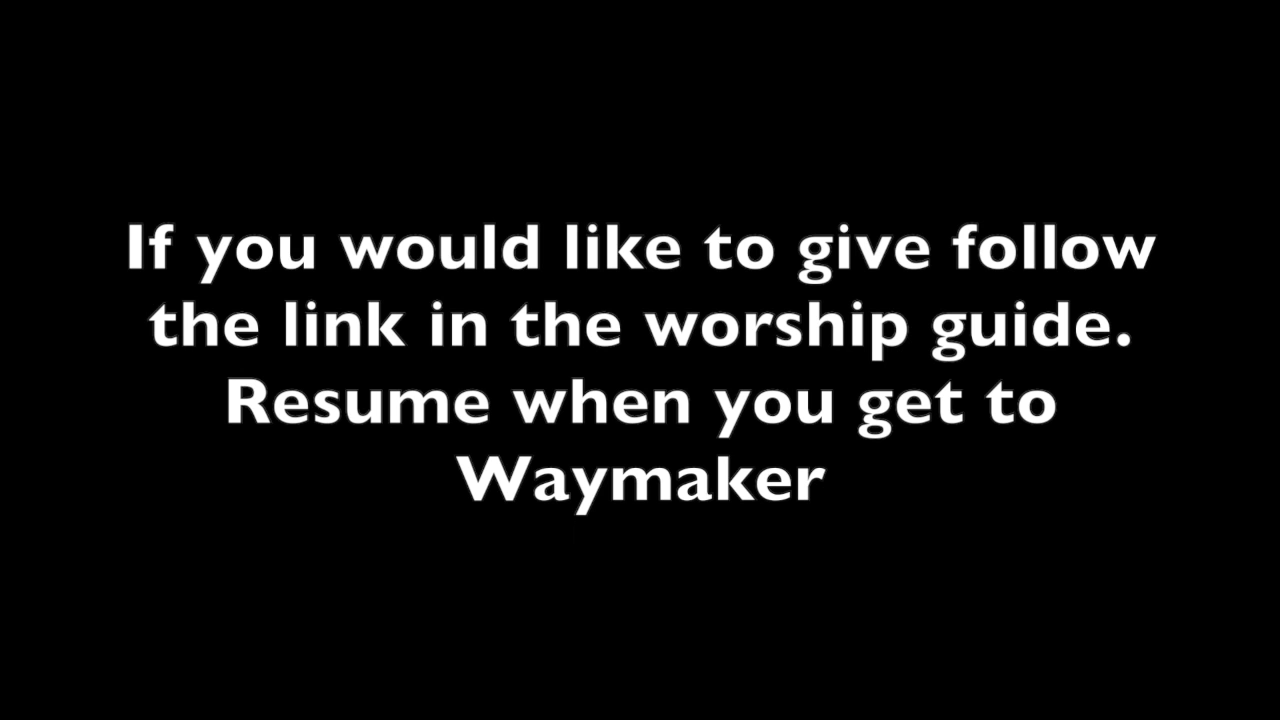 If you would like to give follow
the link in the worship guide.
Resume when you get to
Waymaker